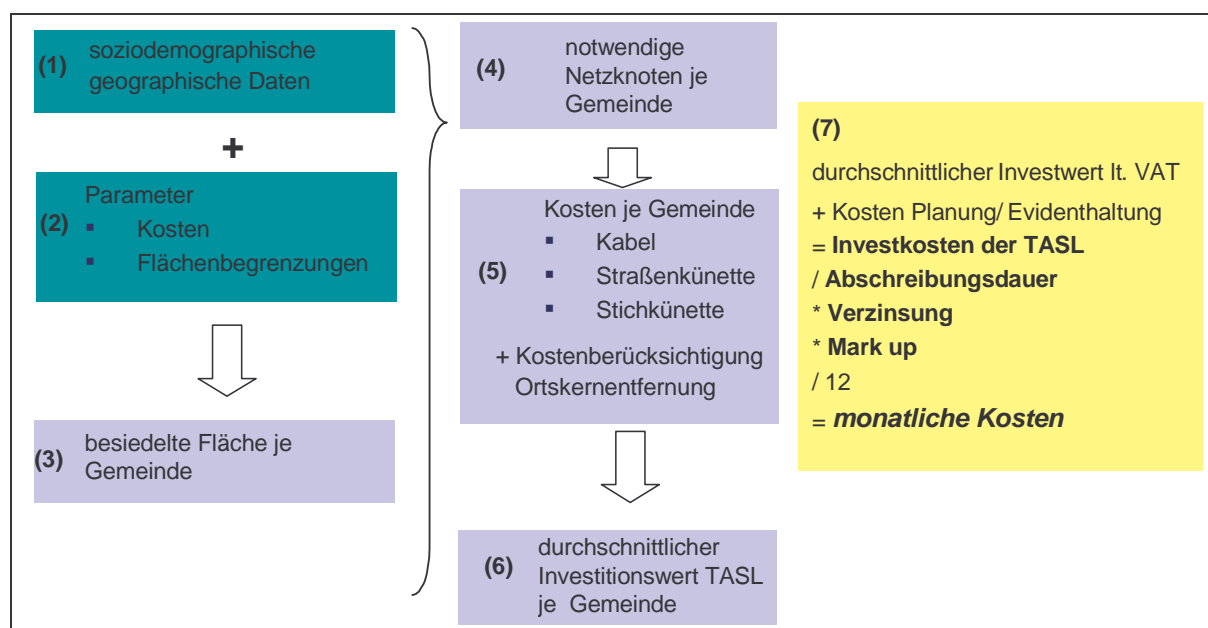 (1)
soziodemographische
geographische Daten
+
(2)
Parameter
▪ Kosten
▪ Flächenbegrenzungen
(3)
besiedelte Fläche je
Gemeinde
(4)
notwendige
Netzknoten je
Gemeinde
(5)
Kosten je Gemeinde
▪ Kabel
▪ Straßenkünette
▪ Stichkünette
+ Kostenberücksichtigung
Ortskernentfernung
(6)
durchschnittlicher
Investitionswert TASL
je Gemeinde
(7)
durchschnittlicher Investwert lt. VAT
+ Kosten Planung/ Evidenthaltung
= Investkosten der TASL
/ Abschreibungsdauer
* Verzinsung
* Mark up
/ 12
= monatliche Kosten